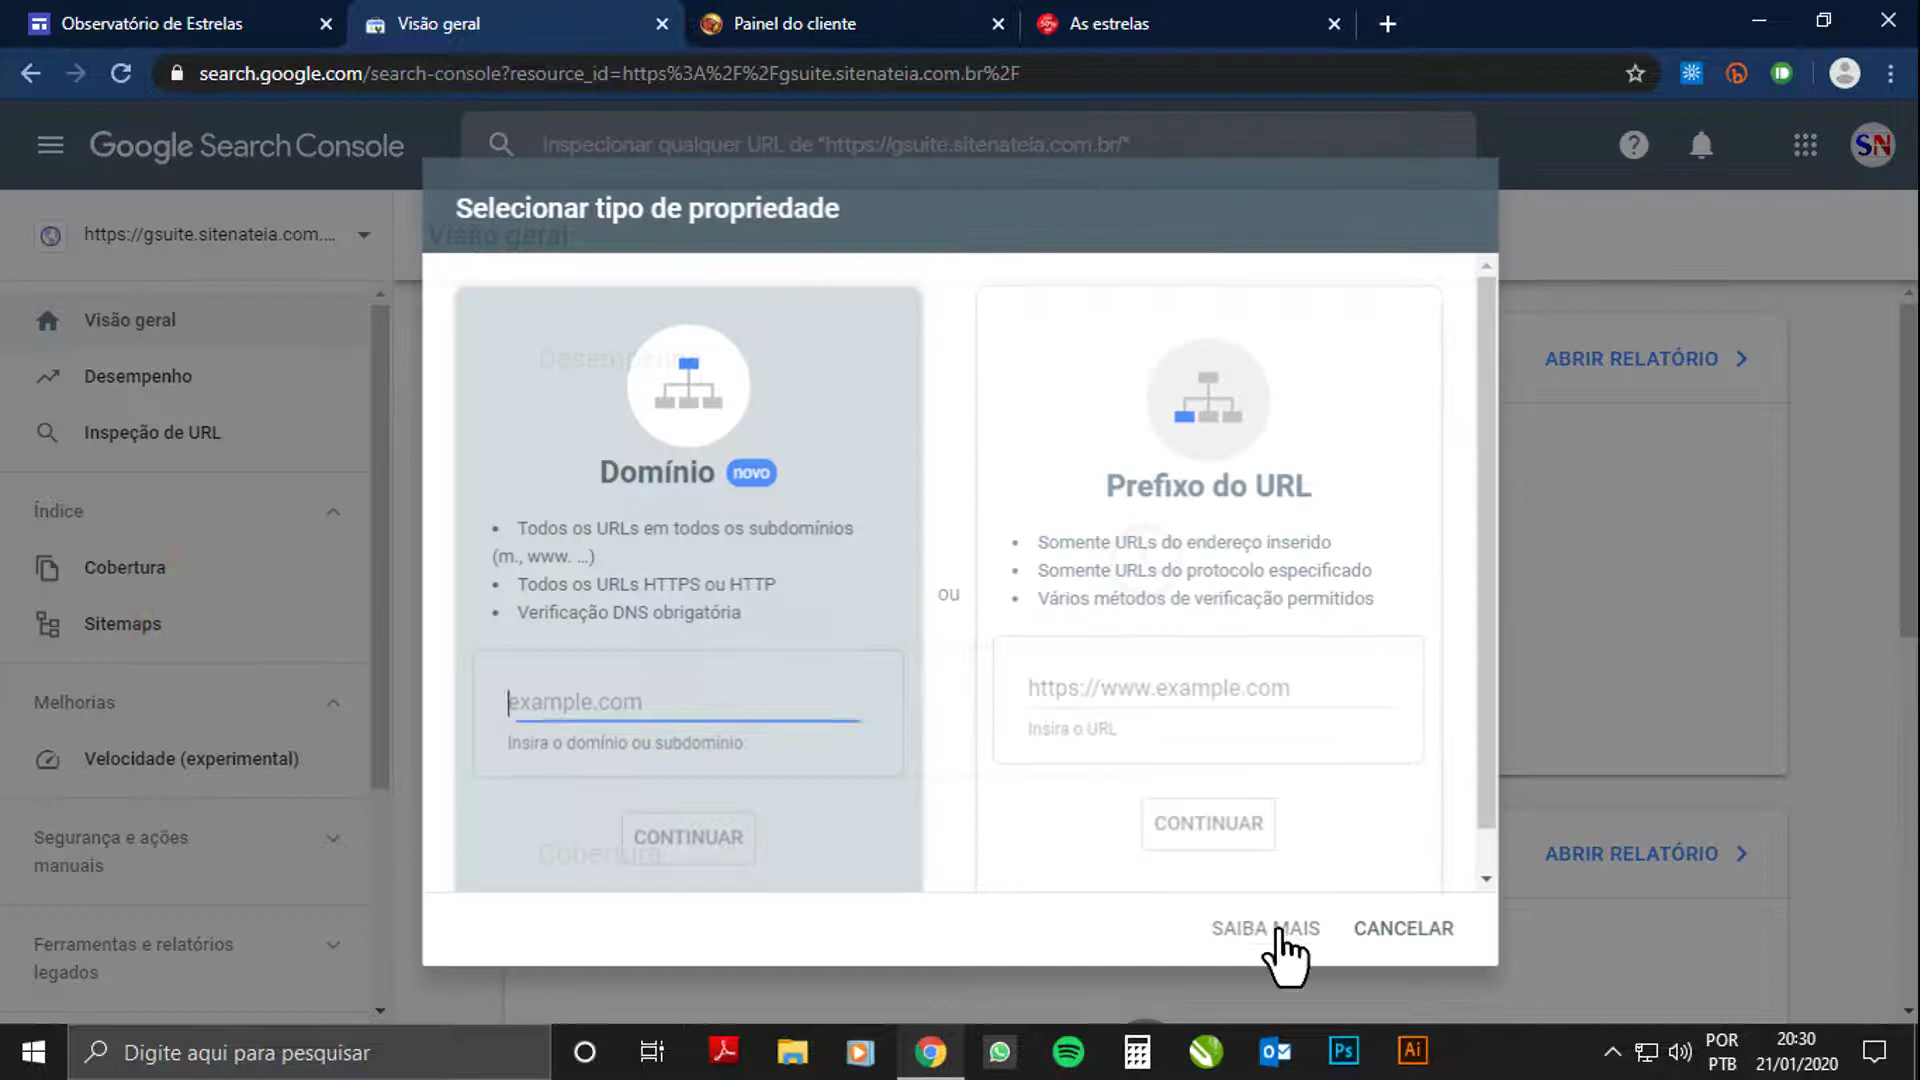 Observatório de Estrelas
Visão geral
Painel do cliente
As estrelas
search.google.com/search-console?resource_id=https%3A%2F%2Fgsuite.sitenateia.com.br%2F
Google Search Console
Inspecionar qualquer URL de "https://gsuite.sitenateia.com.br/"
SN
Selecionar tipo de propriedade
https://gsuite.sitenateia.com....
Visão geral
Visão geral
Desempenho
Inspeção de URL
Índice
Cobertura
Sitemaps
Melhorias
Velocidade (experimental)
Segurança e ações
manuais
Ferramentas e relatórios
legados
Desempenho
Domínio novo
• Todos os URLs em todos os subdomínios
(m., www. ...)
• Todos os URLs HTTPS ou HTTP
• Verificação DNS obrigatória
example.com
Insira o domínio ou subdomínio
CONTINUAR
Cobertura
ou
Prefixo do URL
• Somente URLs do endereço inserido
• Somente URLs do protocolo especificado
• Vários métodos de verificação permitidos
https://www.example.com
Insira o URL
CONTINUAR
ABRIR RELATÓRIO
ABRIR RELATÓRIO
SAIBA MAIS
CANCELAR
Digite aqui para pesquisar
Ps
Ai
POR
PTB
20:30
21/01/2020